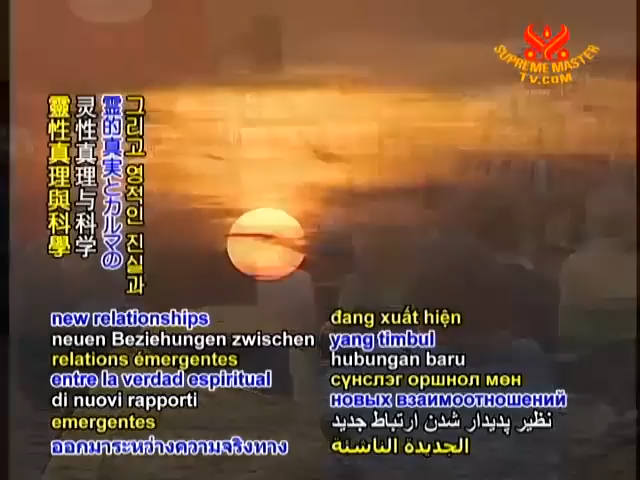 SUPREME MASTER
TV.COM
靈性真理與科學
灵性真理与科学
霊的真実とカルマの
그리고 영적인 진실과
new relationships
neuen Beziehungen zwischen
relations émergentes
entre la verdad espiritual
di nuovi rapporti
emergentes
ออกมาระหว่างความจริงทาง
đang xuất hiện
yang timbul
hubungan baru
сүнслэг оршнол мөн
новых взаимоотношений
نظیر پدیدار شدن ارتباط جدید
الجديدة الناشئة